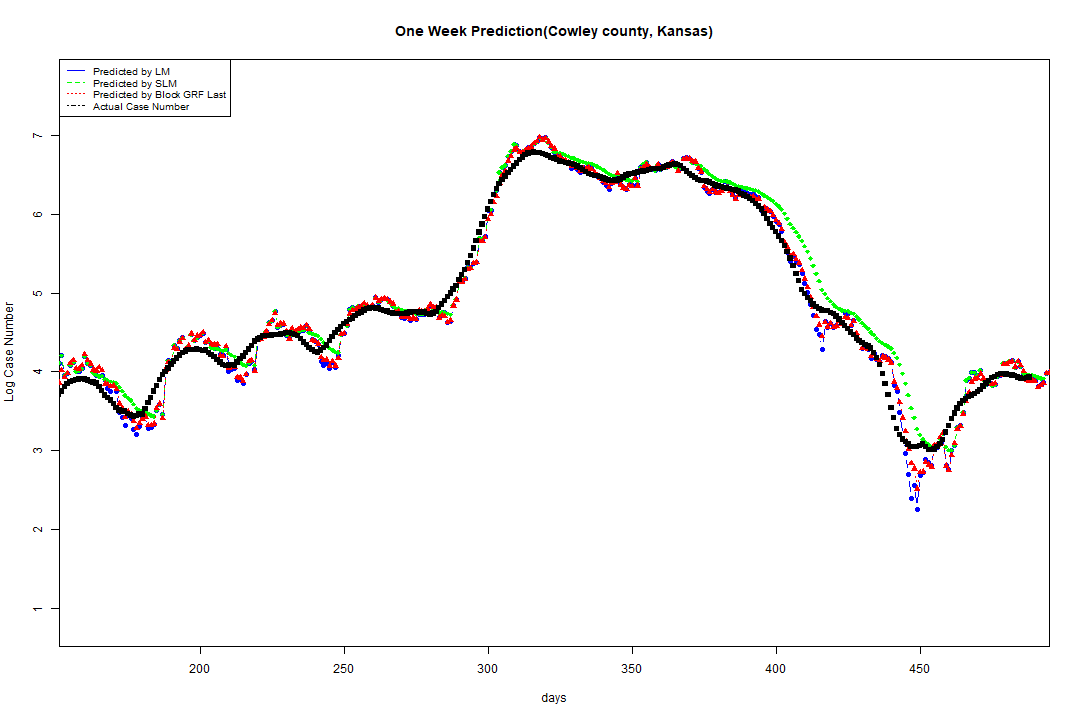 One Week Prediction(Cowley county, Kansas)
Predicted by LM
Predicted by SLM
Predicted by Block GRF Last
Actual Case Number
7
6
5
4
3
2
1
Log Case Number
200 250 300 350 400 450
days